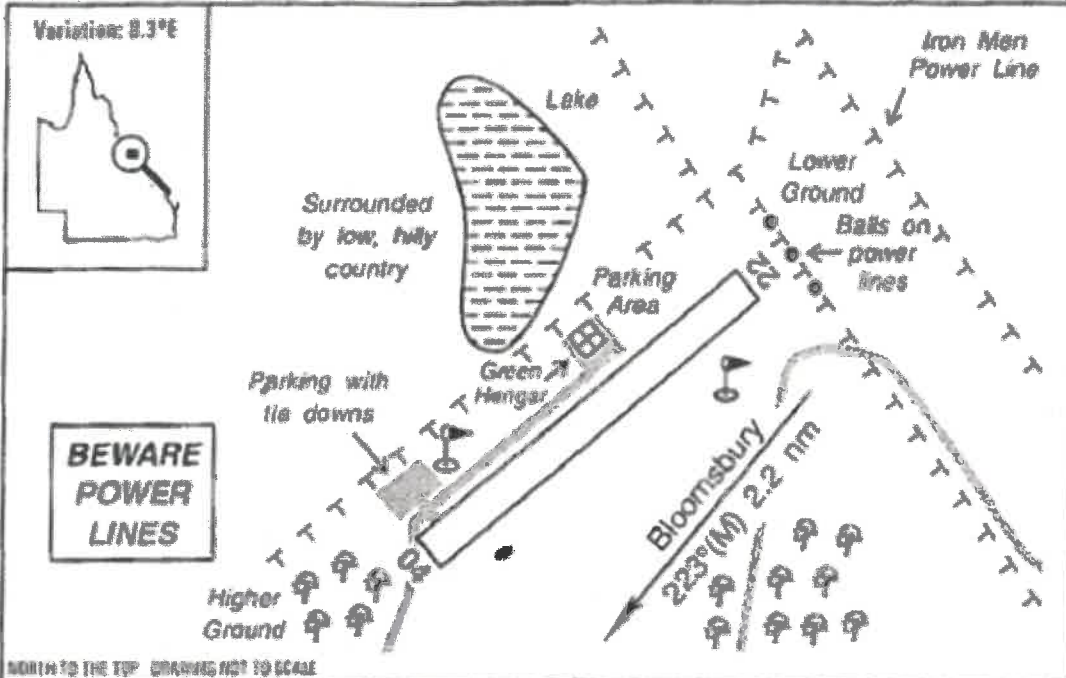 Variation: 8.3°E
Iron Men
Power Line
Lake
Lower
Ground
Surrounded
by low, hilly
country
Balls on
power
lines
22
Parking
Area
Green
Hangar
Parking with
tie downs
BEWARE
POWER
LINES
Bloomsbury
223°(M) 2.2 nm
04
Higher
Ground
NORTH TO THE TOP DRAWING NOT TO SCALE